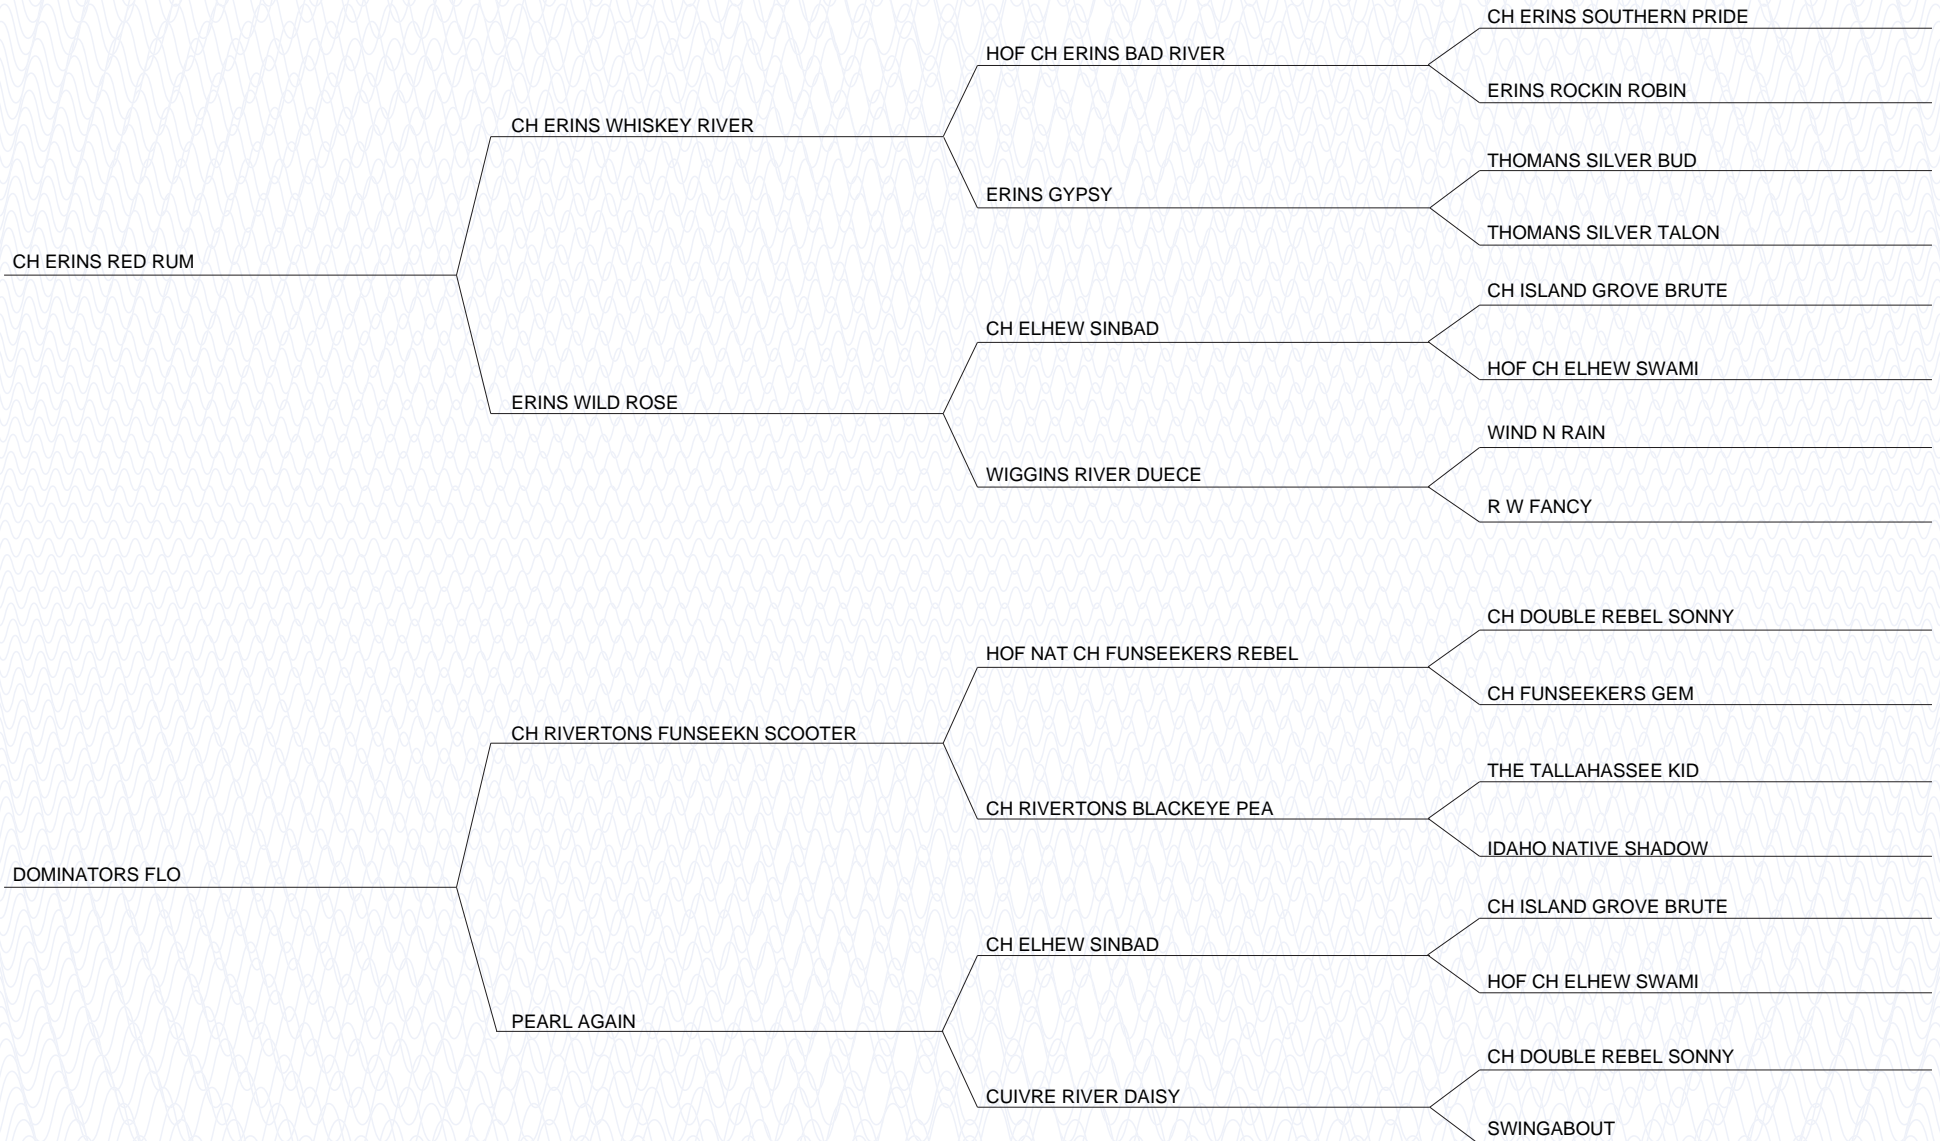 CH ERINS SOUTHERN PRIDE
HOF CH ERINS BAD RIVER
ERINS ROCKIN ROBIN
CH ERINS WHISKEY RIVER
THOMANS SILVER BUD
ERINS GYPSY
THOMANS SILVER TALON
CH ERINS RED RUM
CH ISLAND GROVE BRUTE
CH ELHEW SINBAD
HOF CH ELHEW SWAMI
ERINS WILD ROSE
WIND N RAIN
WIGGINS RIVER DUECE
R W FANCY
CH DOUBLE REBEL SONNY
HOF NAT CH FUNSEEKERS REBEL
CH FUNSEEKERS GEM
CH RIVERTONS FUNSEEKN SCOOTER
THE TALLAHASSEE KID
CH RIVERTONS BLACKEYE PEA
IDAHO NATIVE SHADOW
DOMINATORS FLO
CH ISLAND GROVE BRUTE
CH ELHEW SINBAD
HOF CH ELHEW SWAMI
PEARL AGAIN
CH DOUBLE REBEL SONNY
CUIVRE RIVER DAISY
SWINGABOUT